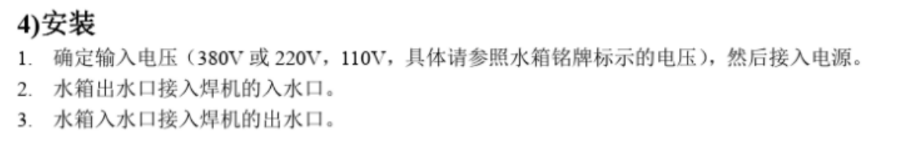 4)安装
1. 确定输入电压（380V 或 220V，110V，具体请参照水箱铭牌标示的电压），然后接入电源。
2. 水箱出水口接入焊机的入水口。
3. 水箱入水口接入焊机的出水口。